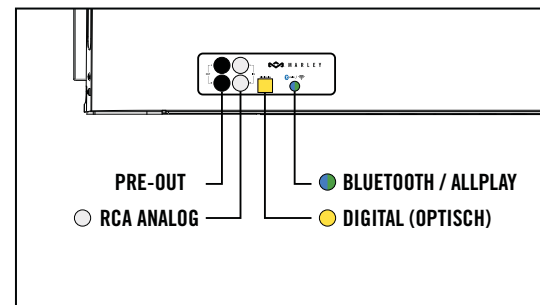 MARLEY
PRE-OUT
BLUETOOTH / ALLPLAY
RCA ANALOG
DIGITAL (OPTISCH)